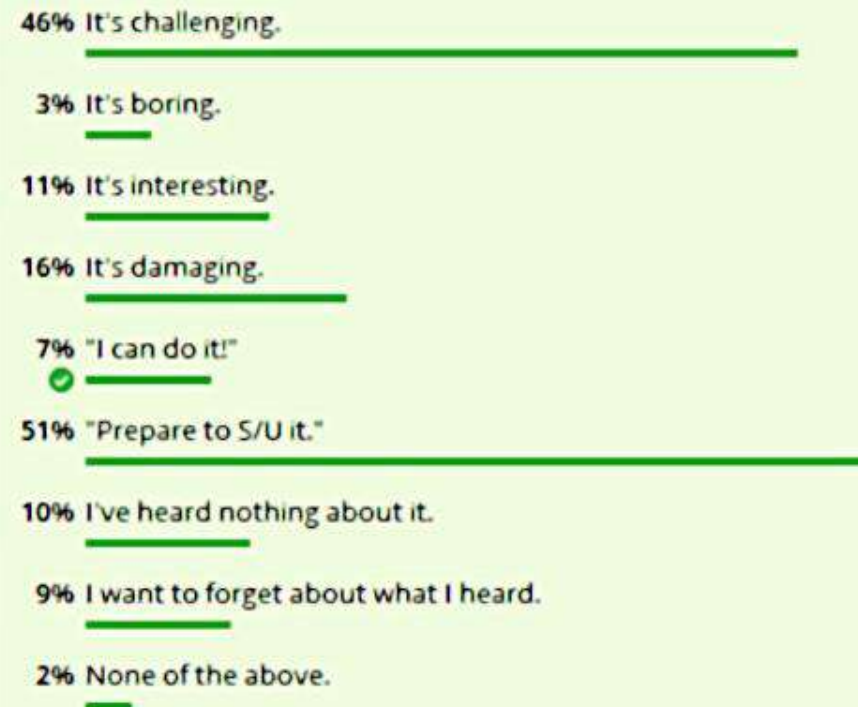 46% It's challenging.
3% It's boring.
11% It's interesting.
16% It's damaging.
7% "I can do it!"
51% "Prepare to S/U it."
10% I've heard nothing about it.
9% I want to forget about what I heard.
2% None of the above.